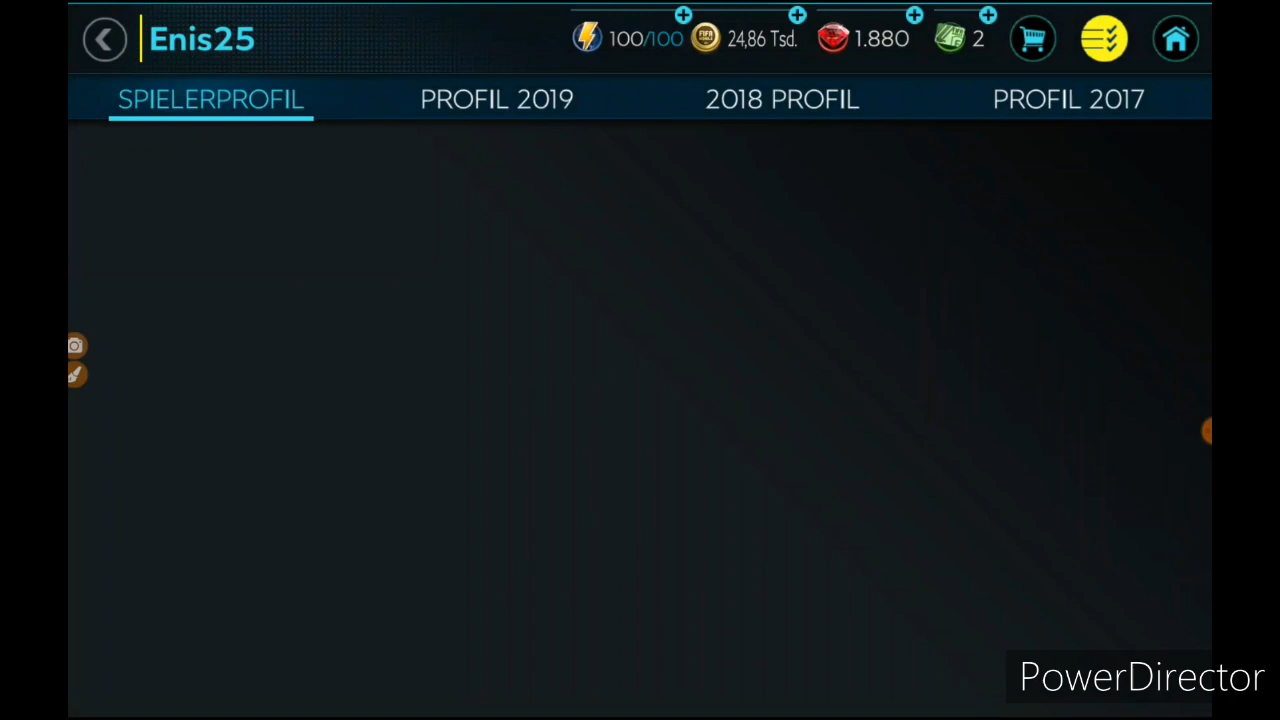 Enis25
100/100
24,86 Tsd.
1.880
2
SPIELERPROFIL
PROFIL 2019
2018 PROFIL
PROFIL 2017
PowerDirector